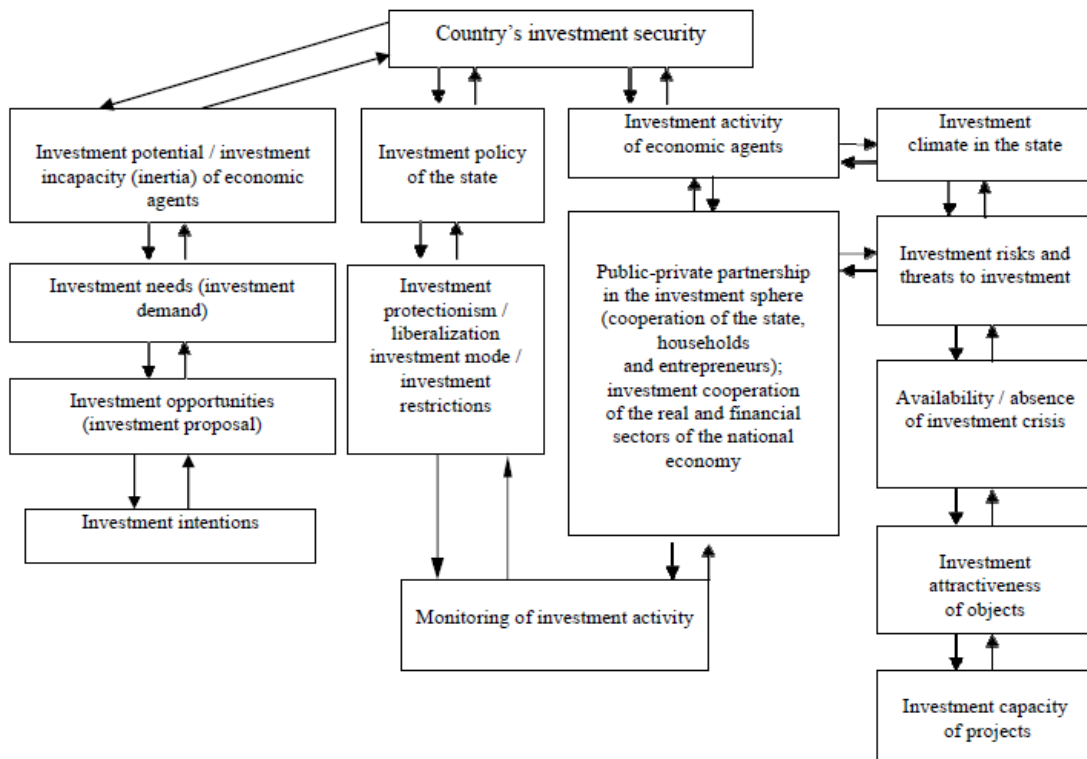 Country's investment security
Investment potential / investment
incapacity (inertia) of economic
agents
Investment policy
of the state
Investment activity
of economic agents
Investment
climate in the state
Investment needs (investment
demand)
Investment
protectionism /
liberalization
investment mode /
investment
restrictions
Public-private partnership
in the investment sphere
(cooperation of the state,
households
and entrepreneurs);
investment cooperation
of the real and financial
sectors of the national
economy
Investment risks and
threats to investment
Investment opportunities
(investment proposal)
Availability / absence
of investment crisis
Investment intentions
Monitoring of investment activity
Investment
attractiveness
of objects
Investment capacity
of projects